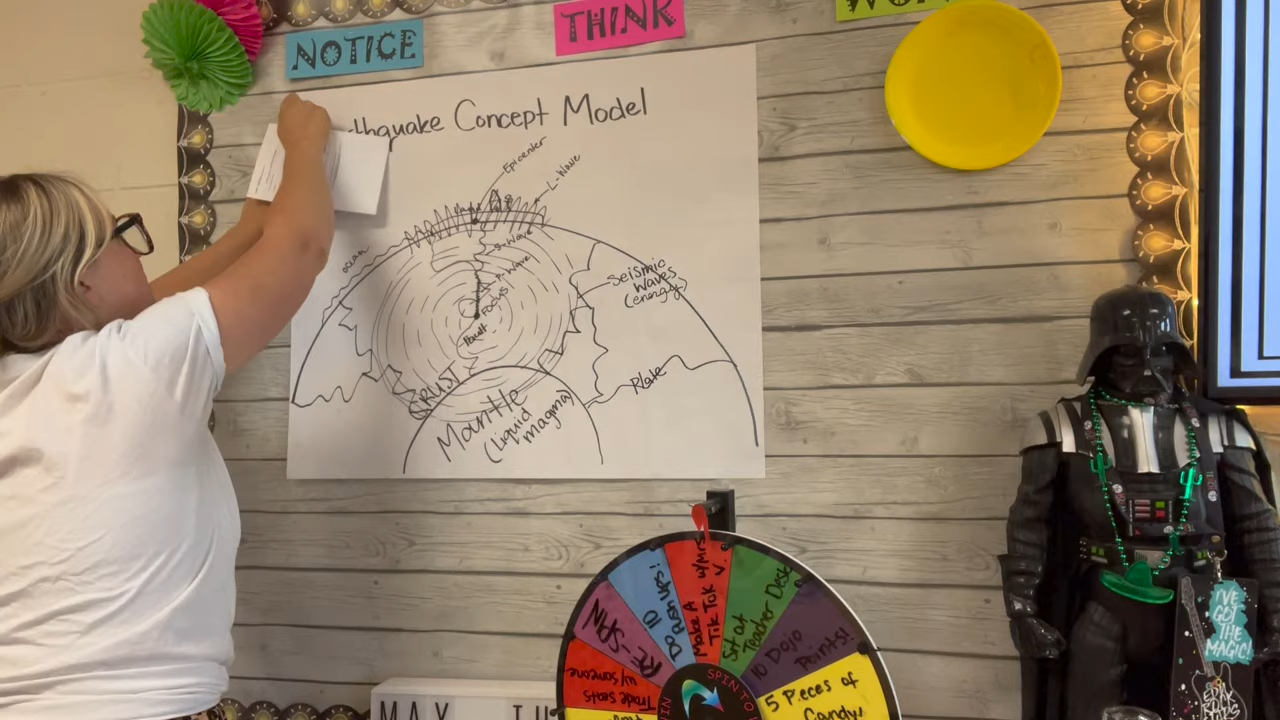 NOTICE
THINK
thquake Concept Model
Epicenter
L-Wave
ocean
S-Wave
P-Wave
Focus
Fault
Seismic
Waves
(energy)
CRUST
Mantle
(liquid
magma)
Plate
Trade seats
w/someone
RE-SPIN
Do 10
Push ups!
Make A
TikTok w/Mrs.
V.
Sit at
Teacher Desk
10 Dojo
Points!
5 Pieces of
Candy!
SPIN TO
MAY
I'VE
GOT
THE
MAGIC!